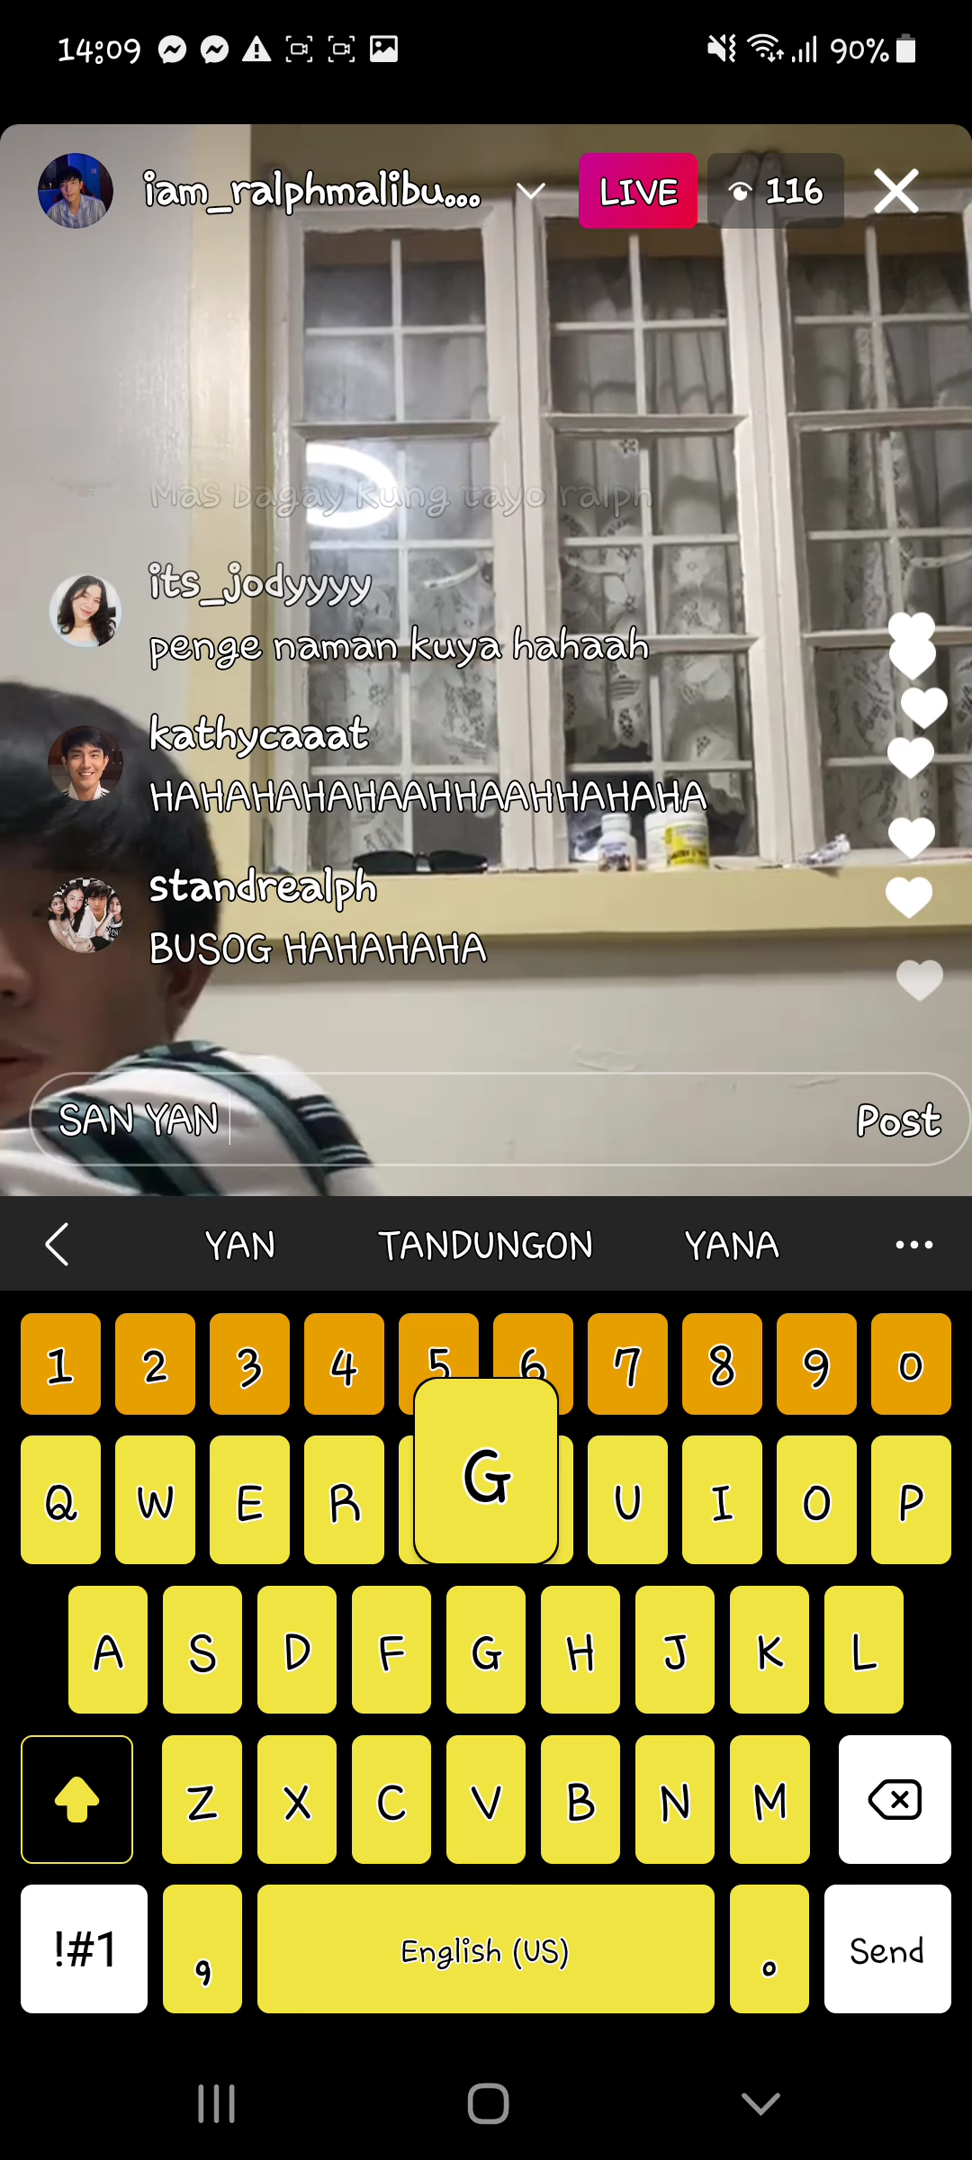 14:09
90%
iam_ralphmalibu...
LIVE
116
Mas bagay kung tayo ralph
its_jodyyyy
penge naman kuya hahaah
kathycaaat
HAHAHAHAHAAHHAAHHAHAHA
standrealph
BUSOG HAHAHAHA
SAN YAN
Post
YAN TANDUNGON YANA
1 2 3 4 5 6 7 8 9 0
G
Q W E R U I O P
A S D F G H J K L
Z X C V B N M
!#1 , English (US) . Send